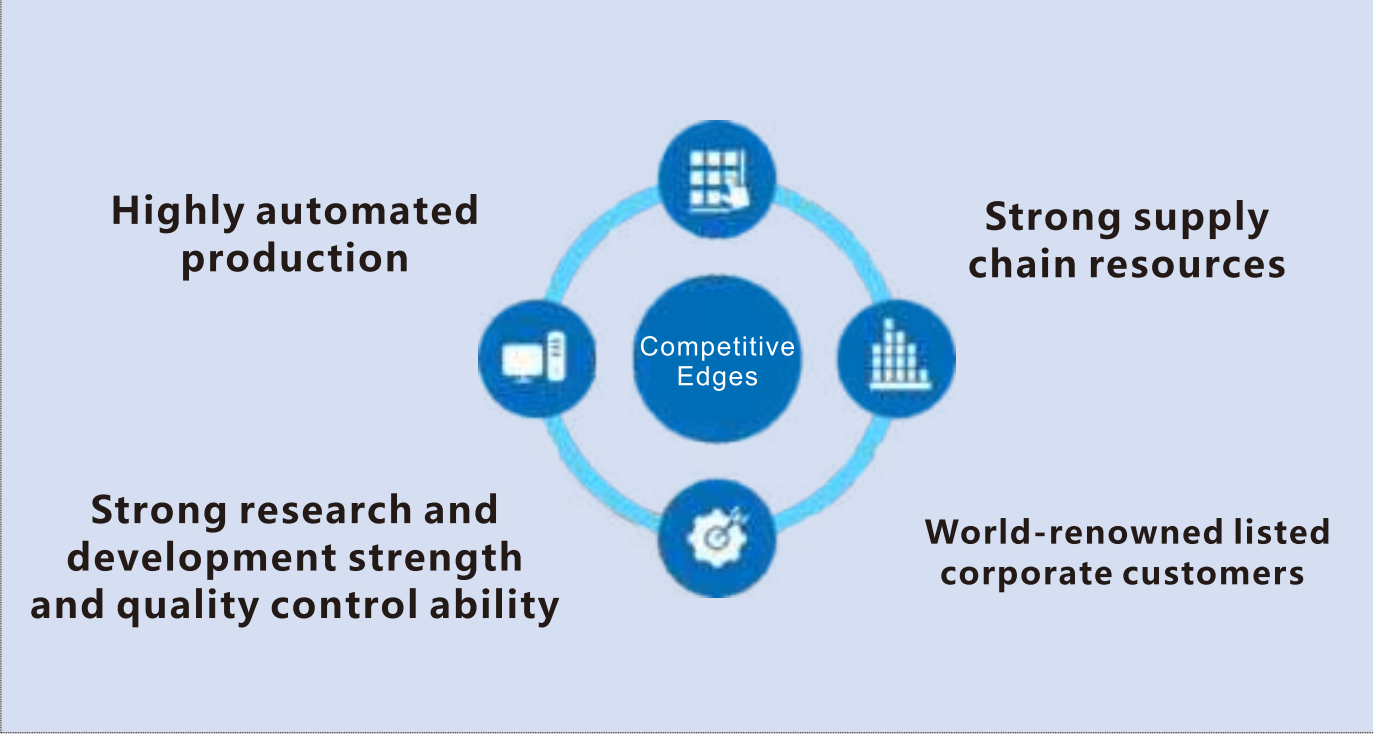 Highly automated
production
Strong supply
chain resources
Competitive
Edges
Strong research and
development strength
and quality control ability
World-renowned listed
corporate customers